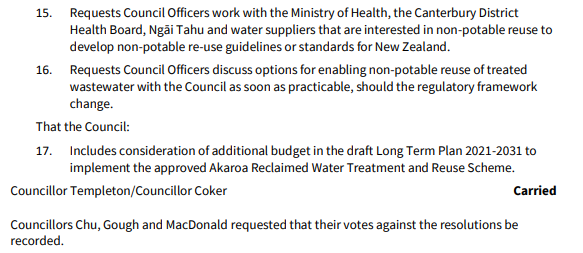 15. Requests Council Officers work with the Ministry of Health, the Canterbury District
Health Board, Ngāi Tahu and water suppliers that are interested in non-potable reuse to
develop non-potable re-use guidelines or standards for New Zealand.
16. Requests Council Officers discuss options for enabling non-potable reuse of treated
wastewater with the Council as soon as practicable, should the regulatory framework
change.
That the Council:
17. Includes consideration of additional budget in the draft Long Term Plan 2021-2031 to
implement the approved Akaroa Reclaimed Water Treatment and Reuse Scheme.
Councillor Templeton/Councillor Coker Carried
Councillors Chu, Gough and MacDonald requested that their votes against the resolutions be
recorded.